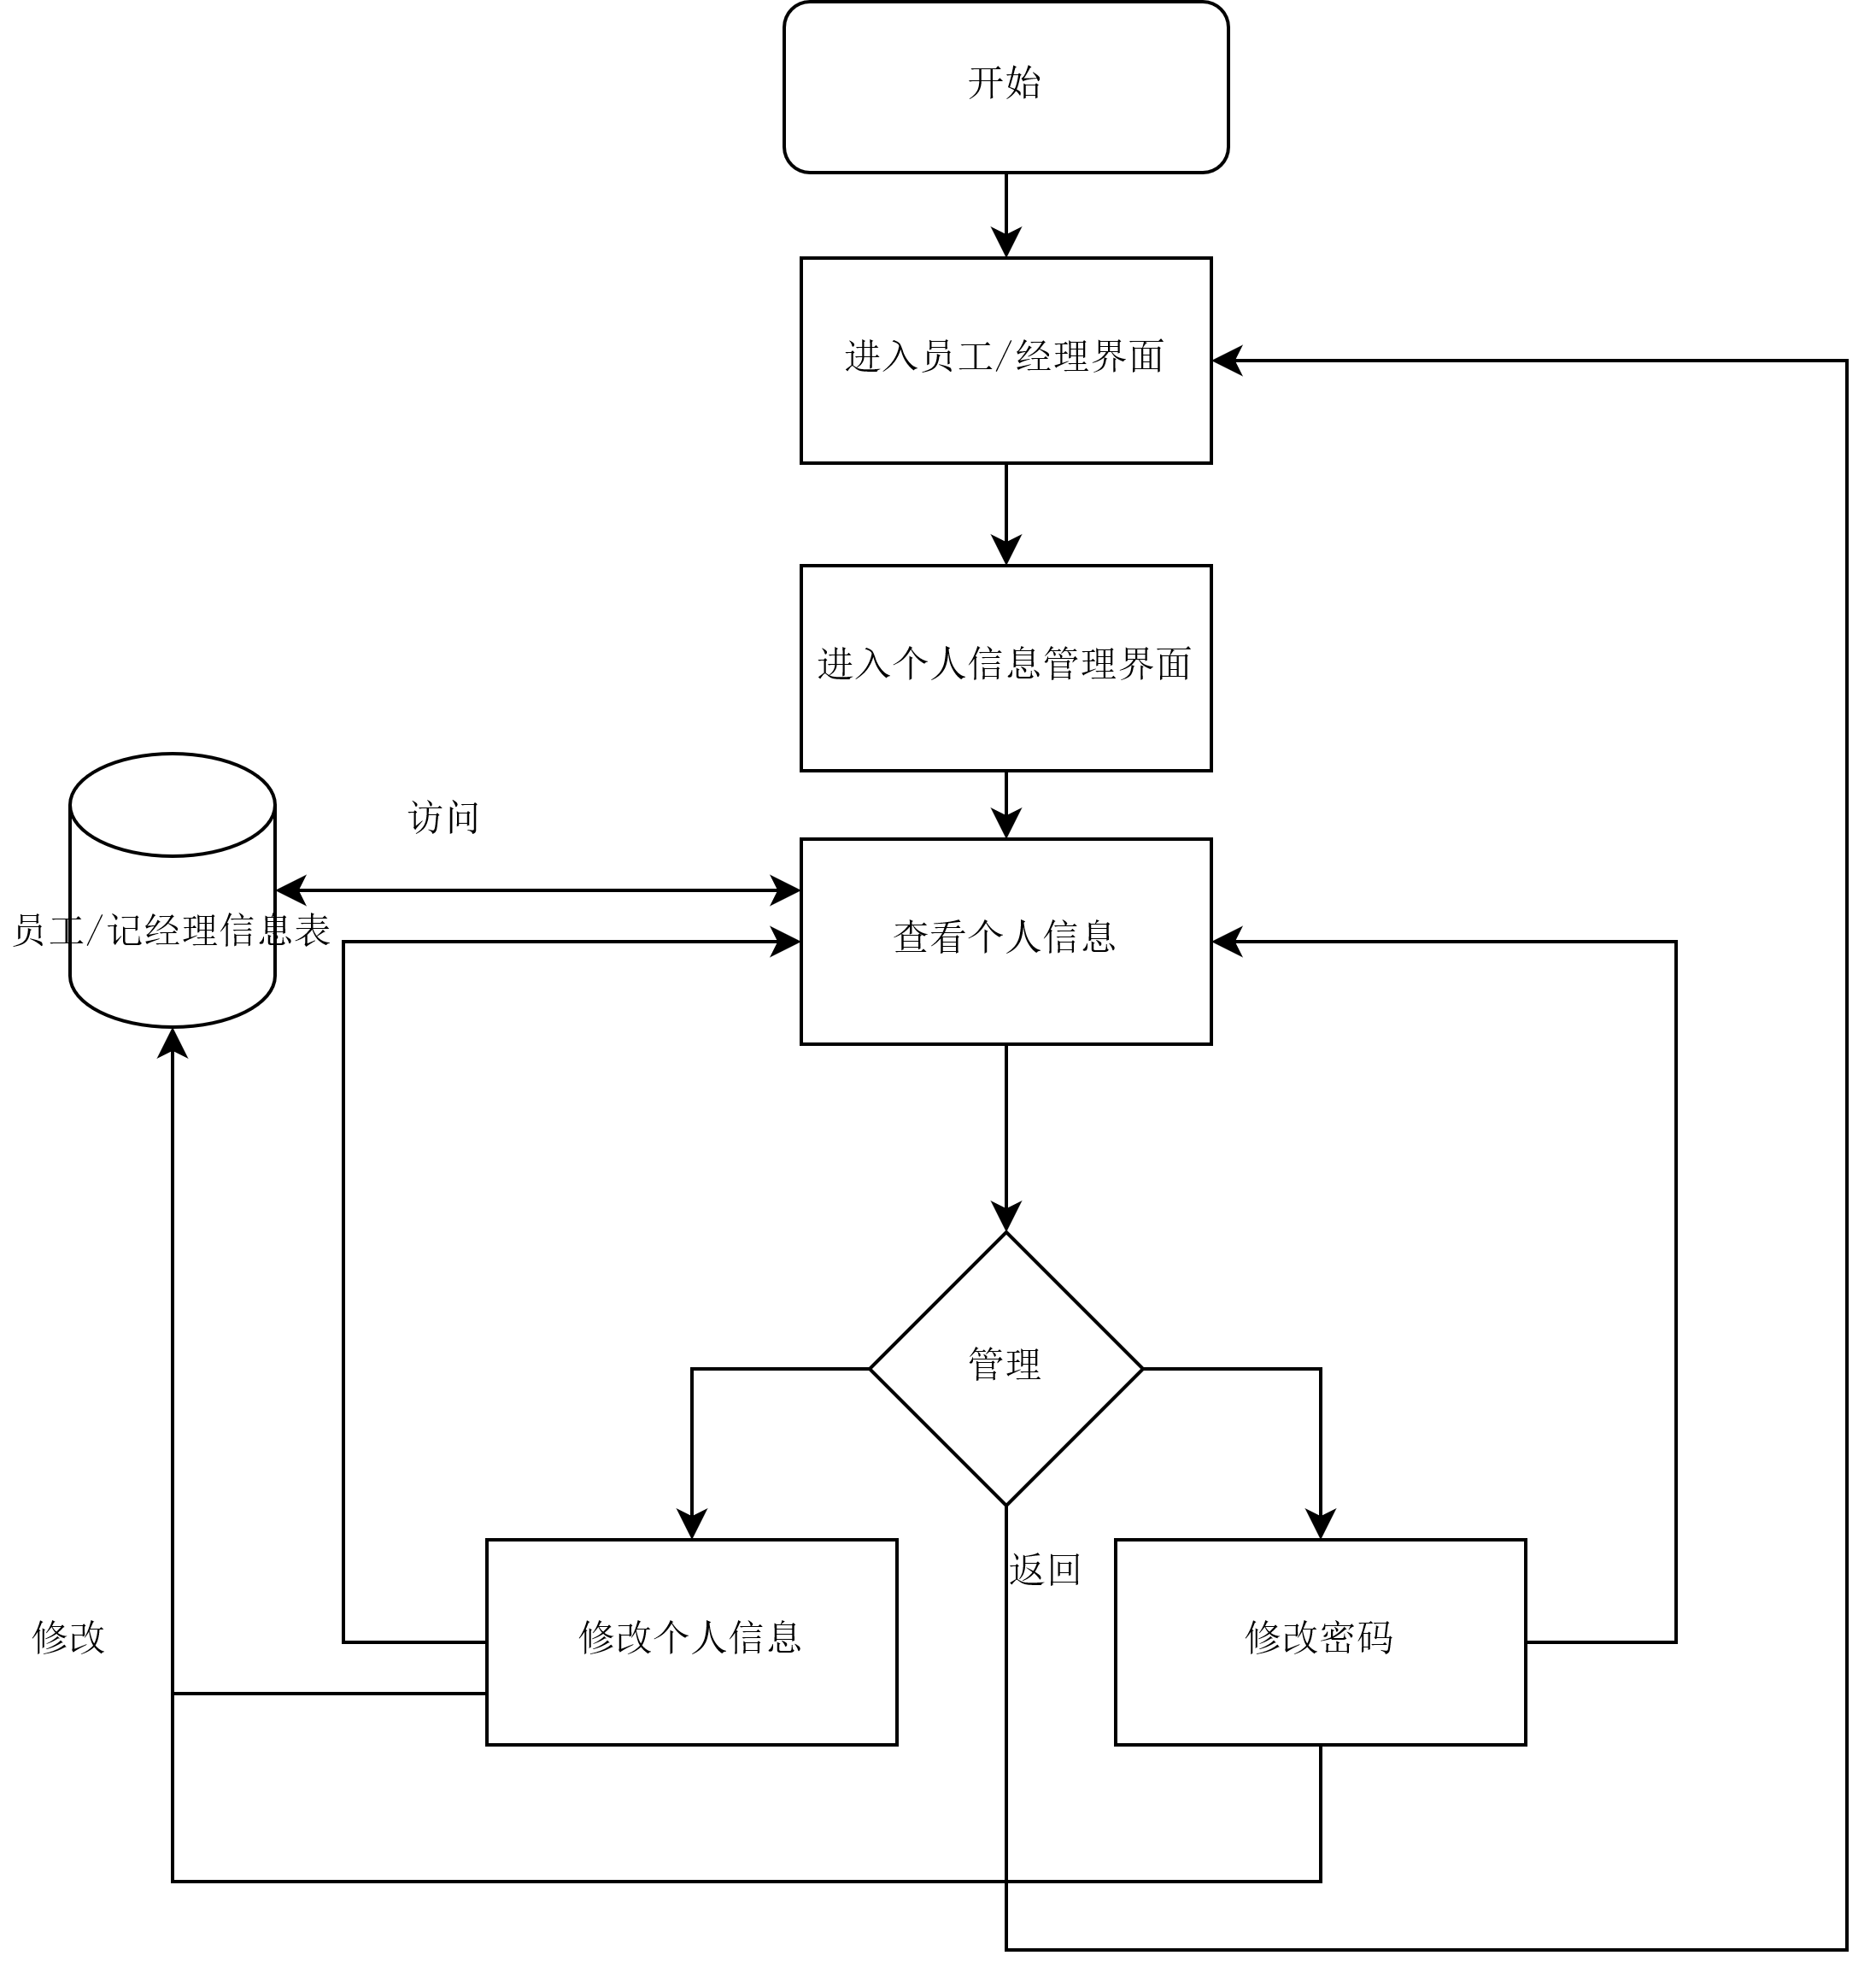 开始
进入员工/经理界面
进入个人信息管理界面
访问
员工/记经理信息表
查看个人信息
管理
返回
修改
修改个人信息
修改密码